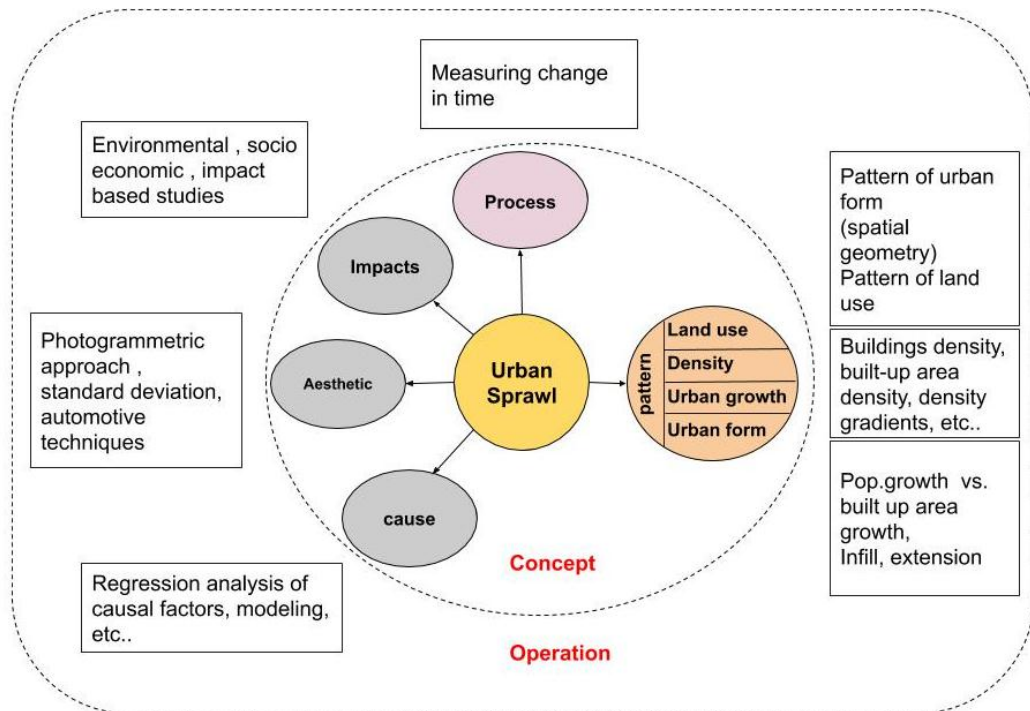 Measuring change
in time
Environmental , socio
economic , impact
based studies
Process
Pattern of urban
form
(spatial
geometry)
Pattern of land
use
Impacts
Photogrammetric
approach ,
standard deviation,
automotive
techniques
Aesthetic
Urban
Sprawl
pattern
Land use
Density
Urban growth
Urban form
Buildings density,
built-up area
density, density
gradients, etc..
cause
Pop.growth vs.
built up area
growth,
Infill, extension
Concept
Regression analysis of
causal factors, modeling,
etc..
Operation